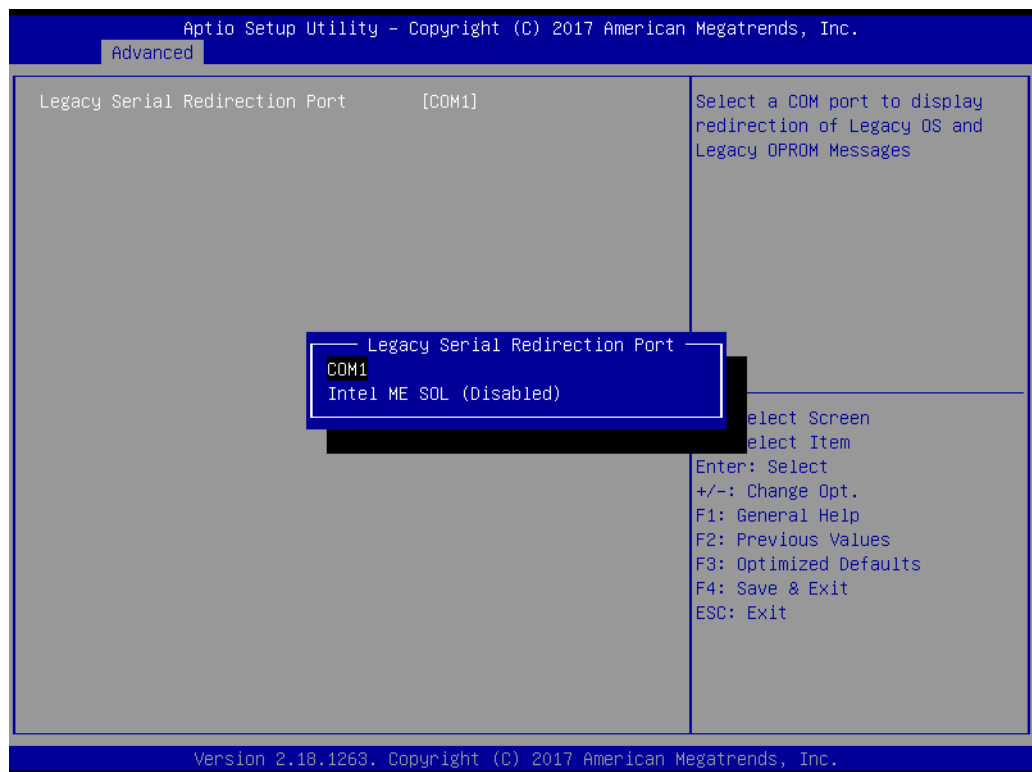 Aptio Setup Utility – Copyright (C) 2017 American Megatrends, Inc.
Advanced
Legacy Serial Redirection Port [COM1]
Select a COM port to display
redirection of Legacy OS and
Legacy OPROM Messages
Legacy Serial Redirection Port
COM1
Intel ME SOL (Disabled)
elect Screen
elect Item
Enter: Select
+/-: Change Opt.
F1: General Help
F2: Previous Values
F3: Optimized Defaults
F4: Save & Exit
ESC: Exit
Version 2.18.1263. Copyright (C) 2017 American Megatrends, Inc.